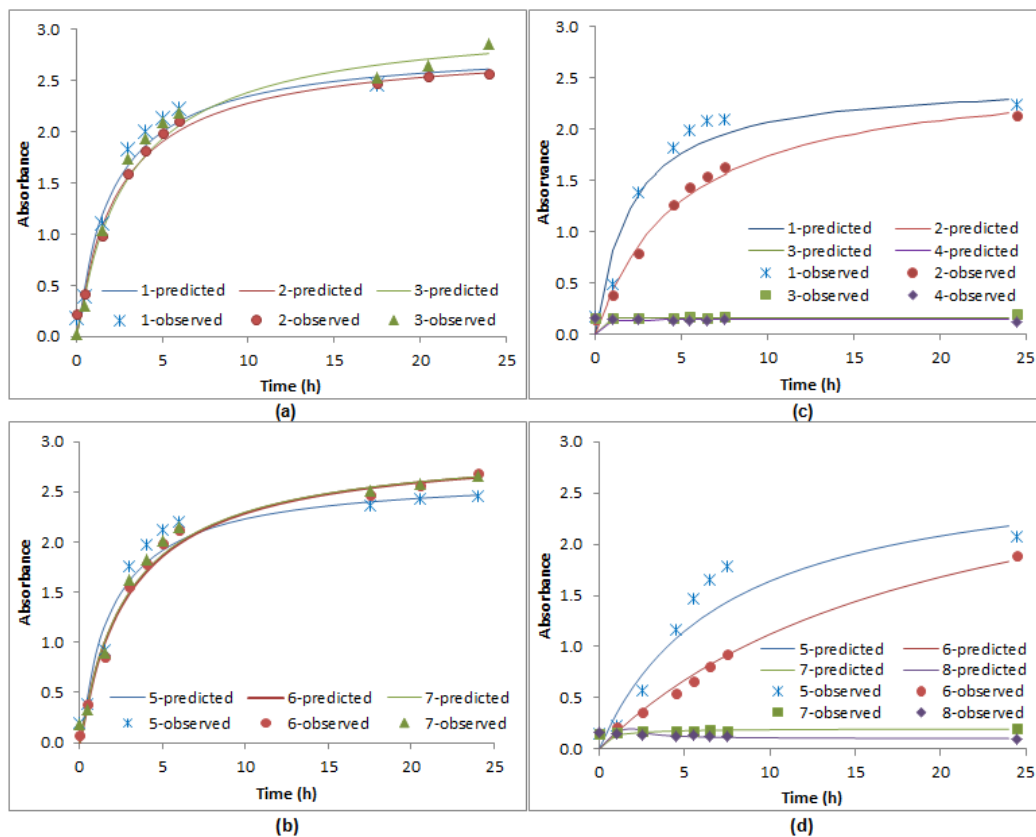 3.0
2.5
2.0
1.5
1.0
0.5
0.0
Absorbance
1-predicted 2-predicted 3-predicted
1-observed 2-observed 3-observed
0 5 10 15 20 25
Time (h)
(a)
3.0
2.5
2.0
1.5
1.0
0.5
0.0
Absorvance
1-predicted 2-predicted
3-predicted 4-predicted
1-observed 2-observed
3-observed 4-observed
0 5 10 15 20 25
Time (h)
(c)
3.0
2.5
2.0
1.5
1.0
0.5
0.0
Absorbance
5-predicted 6-predicted 7-predicted
5-observed 6-observed 7-observed
0 5 10 15 20 25
Time (h)
(b)
3.0
2.5
2.0
1.5
1.0
0.5
0.0
Absorbance
5-predicted 6-predicted
7-predicted 8-predicted
5-observed 6-observed
7-observed 8-observed
0 5 10 15 20 25
Time (h)
(d)